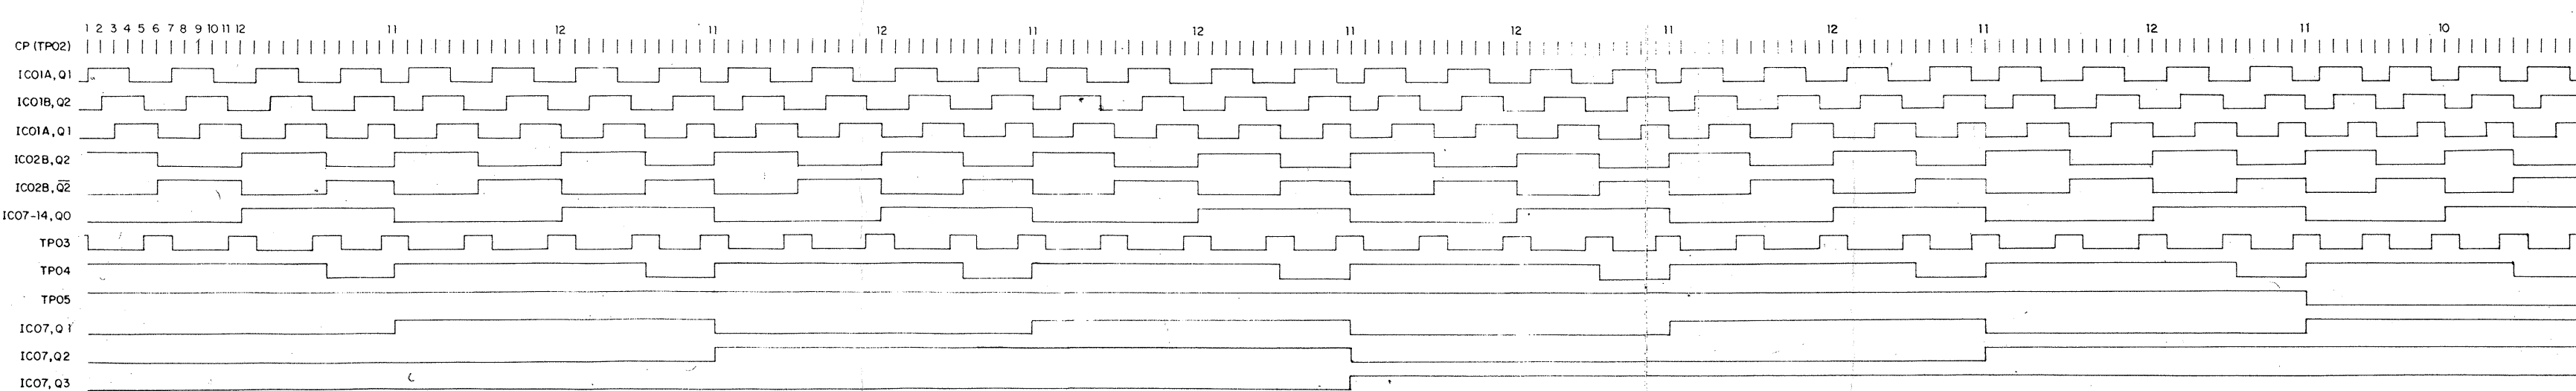 1 2 3 4 5 6 7 8 9 10 11 12 11 12 11 12 11 12 11 12 11 12 11 12 11 10
CP (TP02)
IC01A, Q1
IC01B, Q2
IC01A, Q1
IC02B, Q2
IC02B, Q̅2̅
IC07-14, Q0
TP03
TP04
TP05
IC07, Q1
IC07, Q2
IC07, Q3